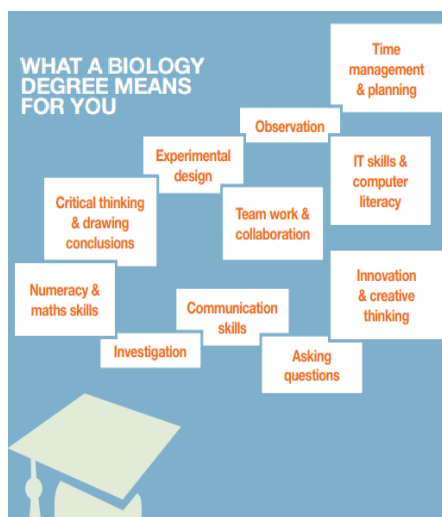 WHAT A BIOLOGY
DEGREE MEANS
FOR YOU
Time
management
& planning
Observation
Experimental
design
IT skills &
computer
literacy
Critical thinking
& drawing
conclusions
Team work &
collaboration
Numeracy &
maths skills
Innovation
& creative
thinking
Communication
skills
Investigation
Asking
questions